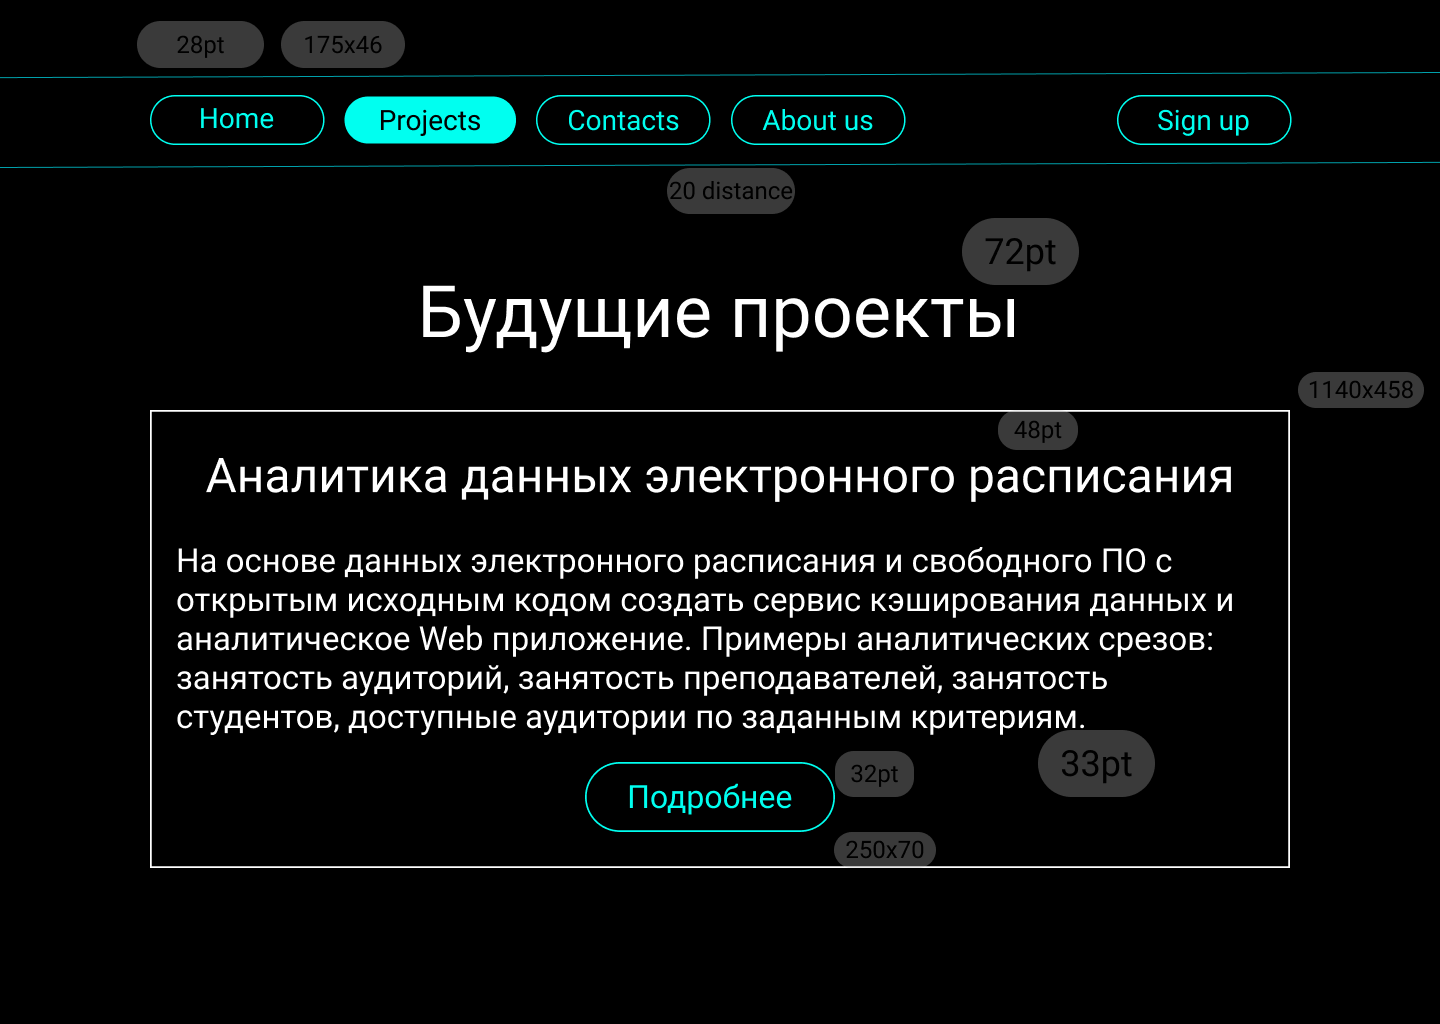 28pt
175x46
Home
Projects
Contacts
About us
Sign up
20 distance
72pt
Будущие проекты
1140x458
48pt
Аналитика данных электронного расписания
На основе данных электронного расписания и свободного ПО с
открытым исходным кодом создать сервис кэширования данных и
аналитическое Web приложение. Примеры аналитических срезов:
занятость аудиторий, занятость преподавателей, занятость
студентов, доступные аудитории по заданным критериям.
33pt
32pt
Подробнее
250x70